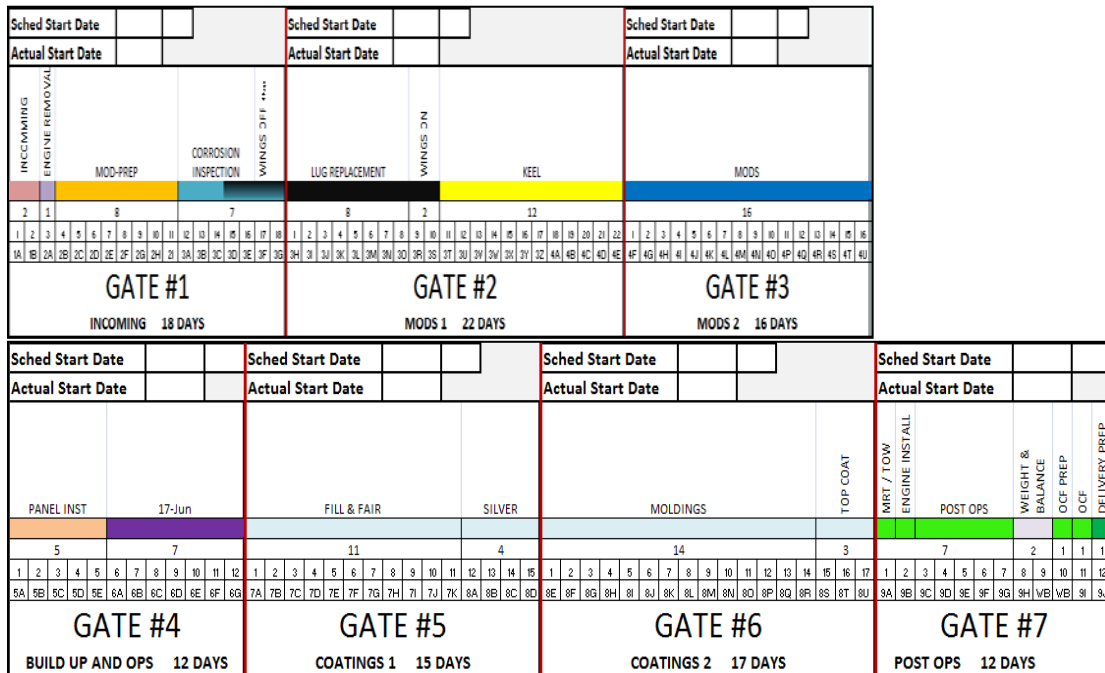 Sched Start Date Sched Start Date Sched Start Date
Actual Start Date Actual Start Date Actual Start Date
INCOMMING ENGINE REMOVAL MOD-PREP CORROSION INSPECTION WINGS OFF LUG REPLACEMENT WINGS ON KEEL MODS
2 1 8 7 8 2 12 16
1 2 3 4 5 6 7 8 9 10 11 12 13 14 15 16 17 18 1 2 3 4 5 6 7 8 9 10 11 12 13 14 15 16 17 18 19 20 21 22 1 2 3 4 5 6 7 8 9 10 11 12 13 14 15 16
1A 1B 2A 2B 2C 2D 2E 2F 2G 2H 2I 3A 3B 3C 3D 3E 3F 3G 3H 3I 3J 3K 3L 3M 3N 3O 3R 3S 3T 3U 3V 3W 3X 3Y 3Z 4A 4B 4C 4D 4E 4F 4G 4H 4I 4J 4K 4L 4M 4N 4O 4P 4Q 4R 4S 4T 4U
GATE #1 GATE #2 GATE #3
INCOMING 18 DAYS MODS 1 22 DAYS MODS 2 16 DAYS
Sched Start Date Sched Start Date Sched Start Date Sched Start Date
Actual Start Date Actual Start Date Actual Start Date Actual Start Date
PANEL INST 17-Jun FILL & FAIR SILVER MOLDINGS TOP COAT MRT / TOW ENGINE INSTALL POST OPS WEIGHT & BALANCE OCF PREP OCF DELIVERY PREP
5 7 11 4 14 3 7 2 1 1 1
1 2 3 4 5 6 7 8 9 10 11 12 1 2 3 4 5 6 7 8 9 10 11 12 13 14 15 1 2 3 4 5 6 7 8 9 10 11 12 13 14 15 16 17 1 2 3 4 5 6 7 8 9 10 11 12
5A 5B 5C 5D 5E 6A 6B 6C 6D 6E 6F 6G 7A 7B 7C 7D 7E 7F 7G 7H 7I 7J 7K 8A 8B 8C 8D 8E 8F 8G 8H 8I 8J 8K 8L 8M 8N 8O 8P 8Q 8R 8S 8T 8U 9A 9B 9C 9D 9E 9F 9G 9H WB WB 9I
GATE #4 GATE #5 GATE #6 GATE #7
BUILD UP AND OPS 12 DAYS COATINGS 1 15 DAYS COATINGS 2 17 DAYS POST OPS 12 DAYS